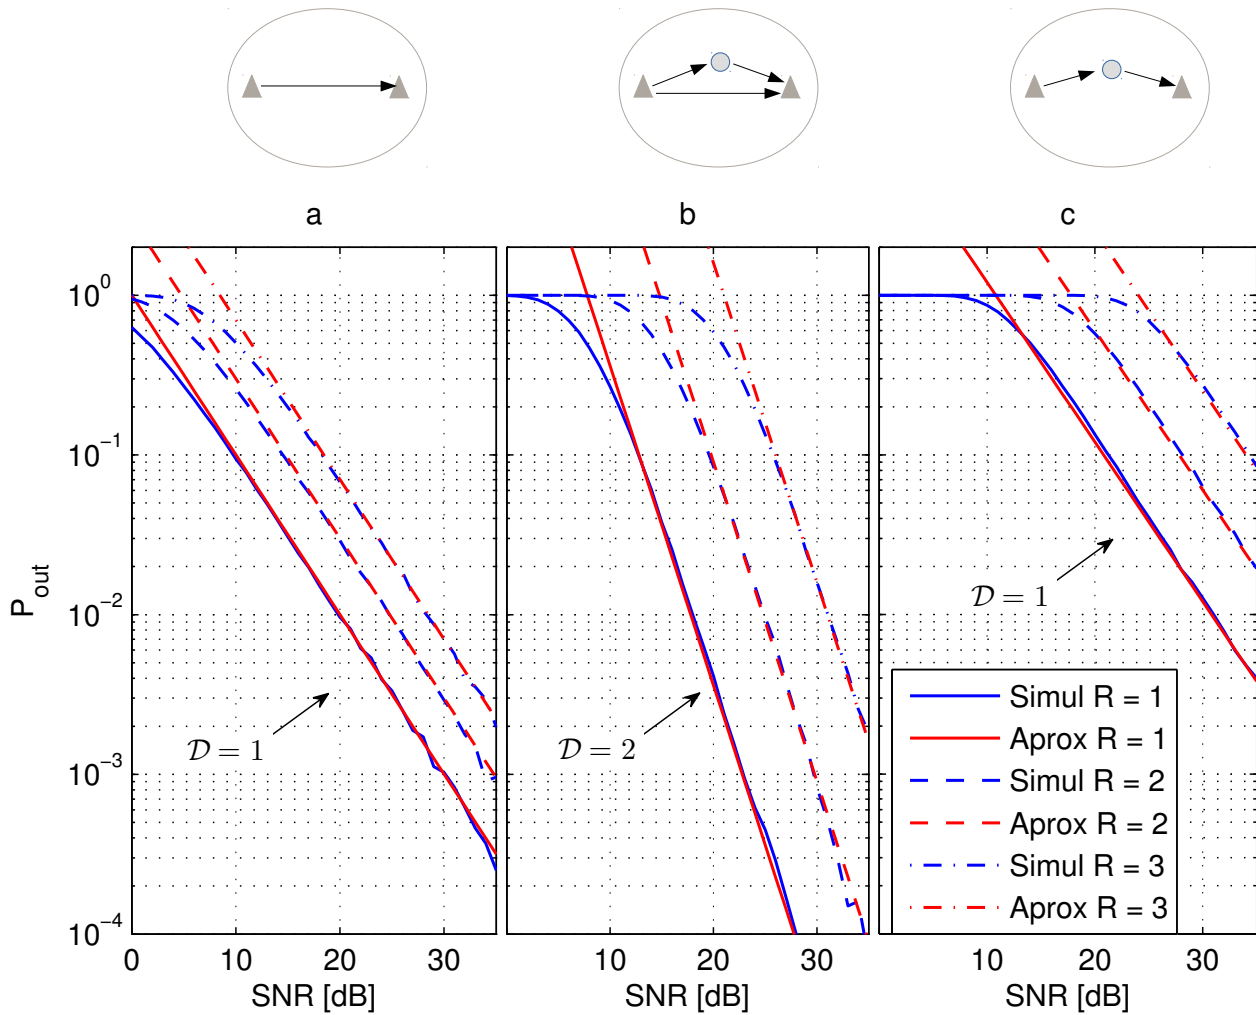 a b c
10^0
10^−1
10^−2
10^−3
10^−4
P_out
𝒟 = 1
𝒟 = 2
𝒟 = 1
Simul R = 1
Aprox R = 1
Simul R = 2
Aprox R = 2
Simul R = 3
Aprox R = 3
0 10 20 30 10 20 30 10 20 30
SNR [dB] SNR [dB] SNR [dB]